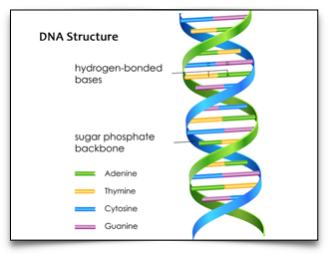 DNA Structure
hydrogen-bonded
bases
sugar phosphate
backbone
Adenine
Thymine
Cytosine
Guanine